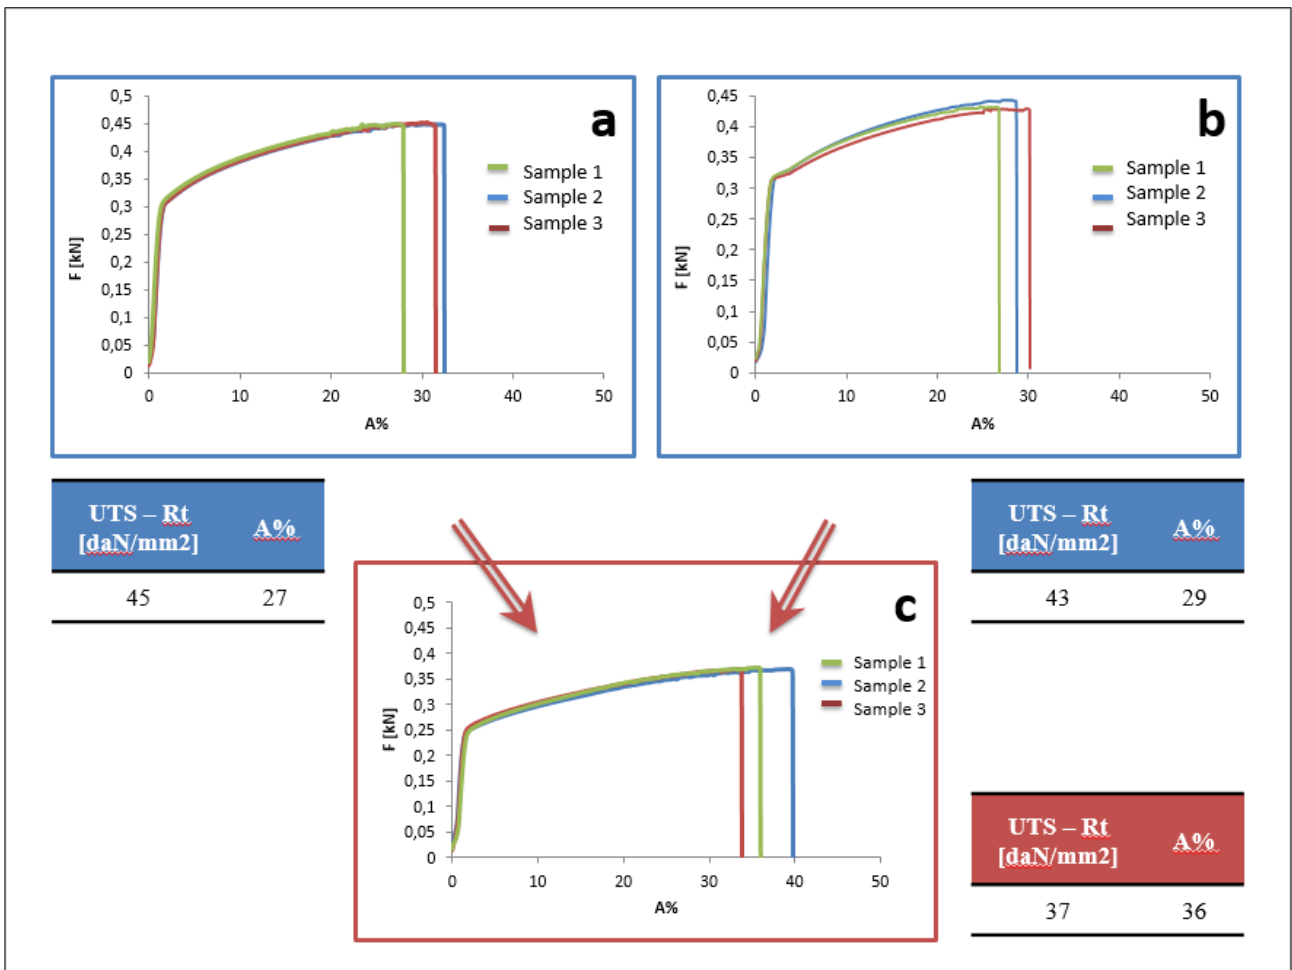 a
0,5
0,45
0,4
0,35
0,3
0,25
0,2
0,15
0,1
0,05
0
F [kN]
0 10 20 30 40 50
A%
Sample 1
Sample 2
Sample 3
b
0,45
0,4
0,35
0,3
0,25
0,2
0,15
0,1
0,05
0
F [kN]
0 10 20 30 40 50
A%
Sample 1
Sample 2
Sample 3
UTS – Rt
[daN/mm2]
A%
45 27
UTS – Rt
[daN/mm2]
A%
43 29
c
0,5
0,45
0,4
0,35
0,3
0,25
0,2
0,15
0,1
0,05
0
F [kN]
0 10 20 30 40 50
A%
Sample 1
Sample 2
Sample 3
UTS – Rt
[daN/mm2]
A%
37 36